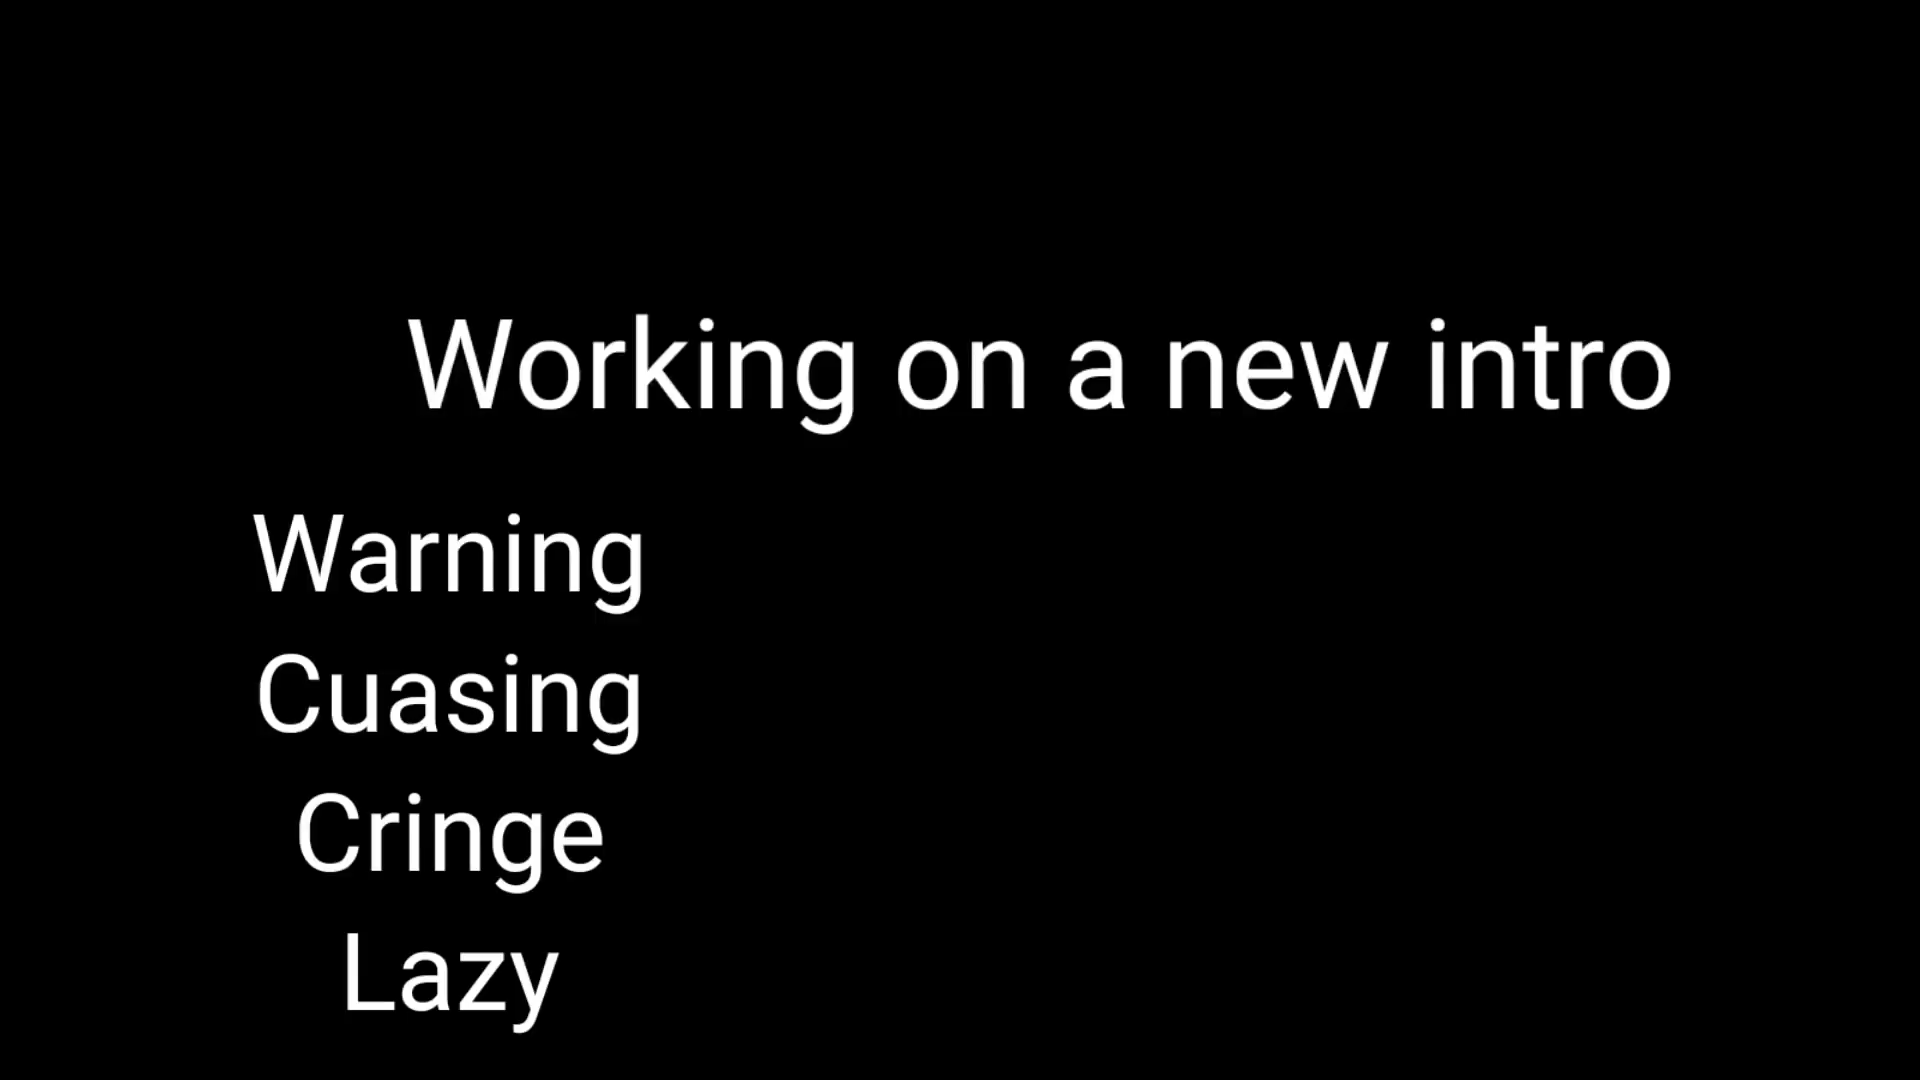 Working on a new intro
Warning
Cuasing
Cringe
Lazy